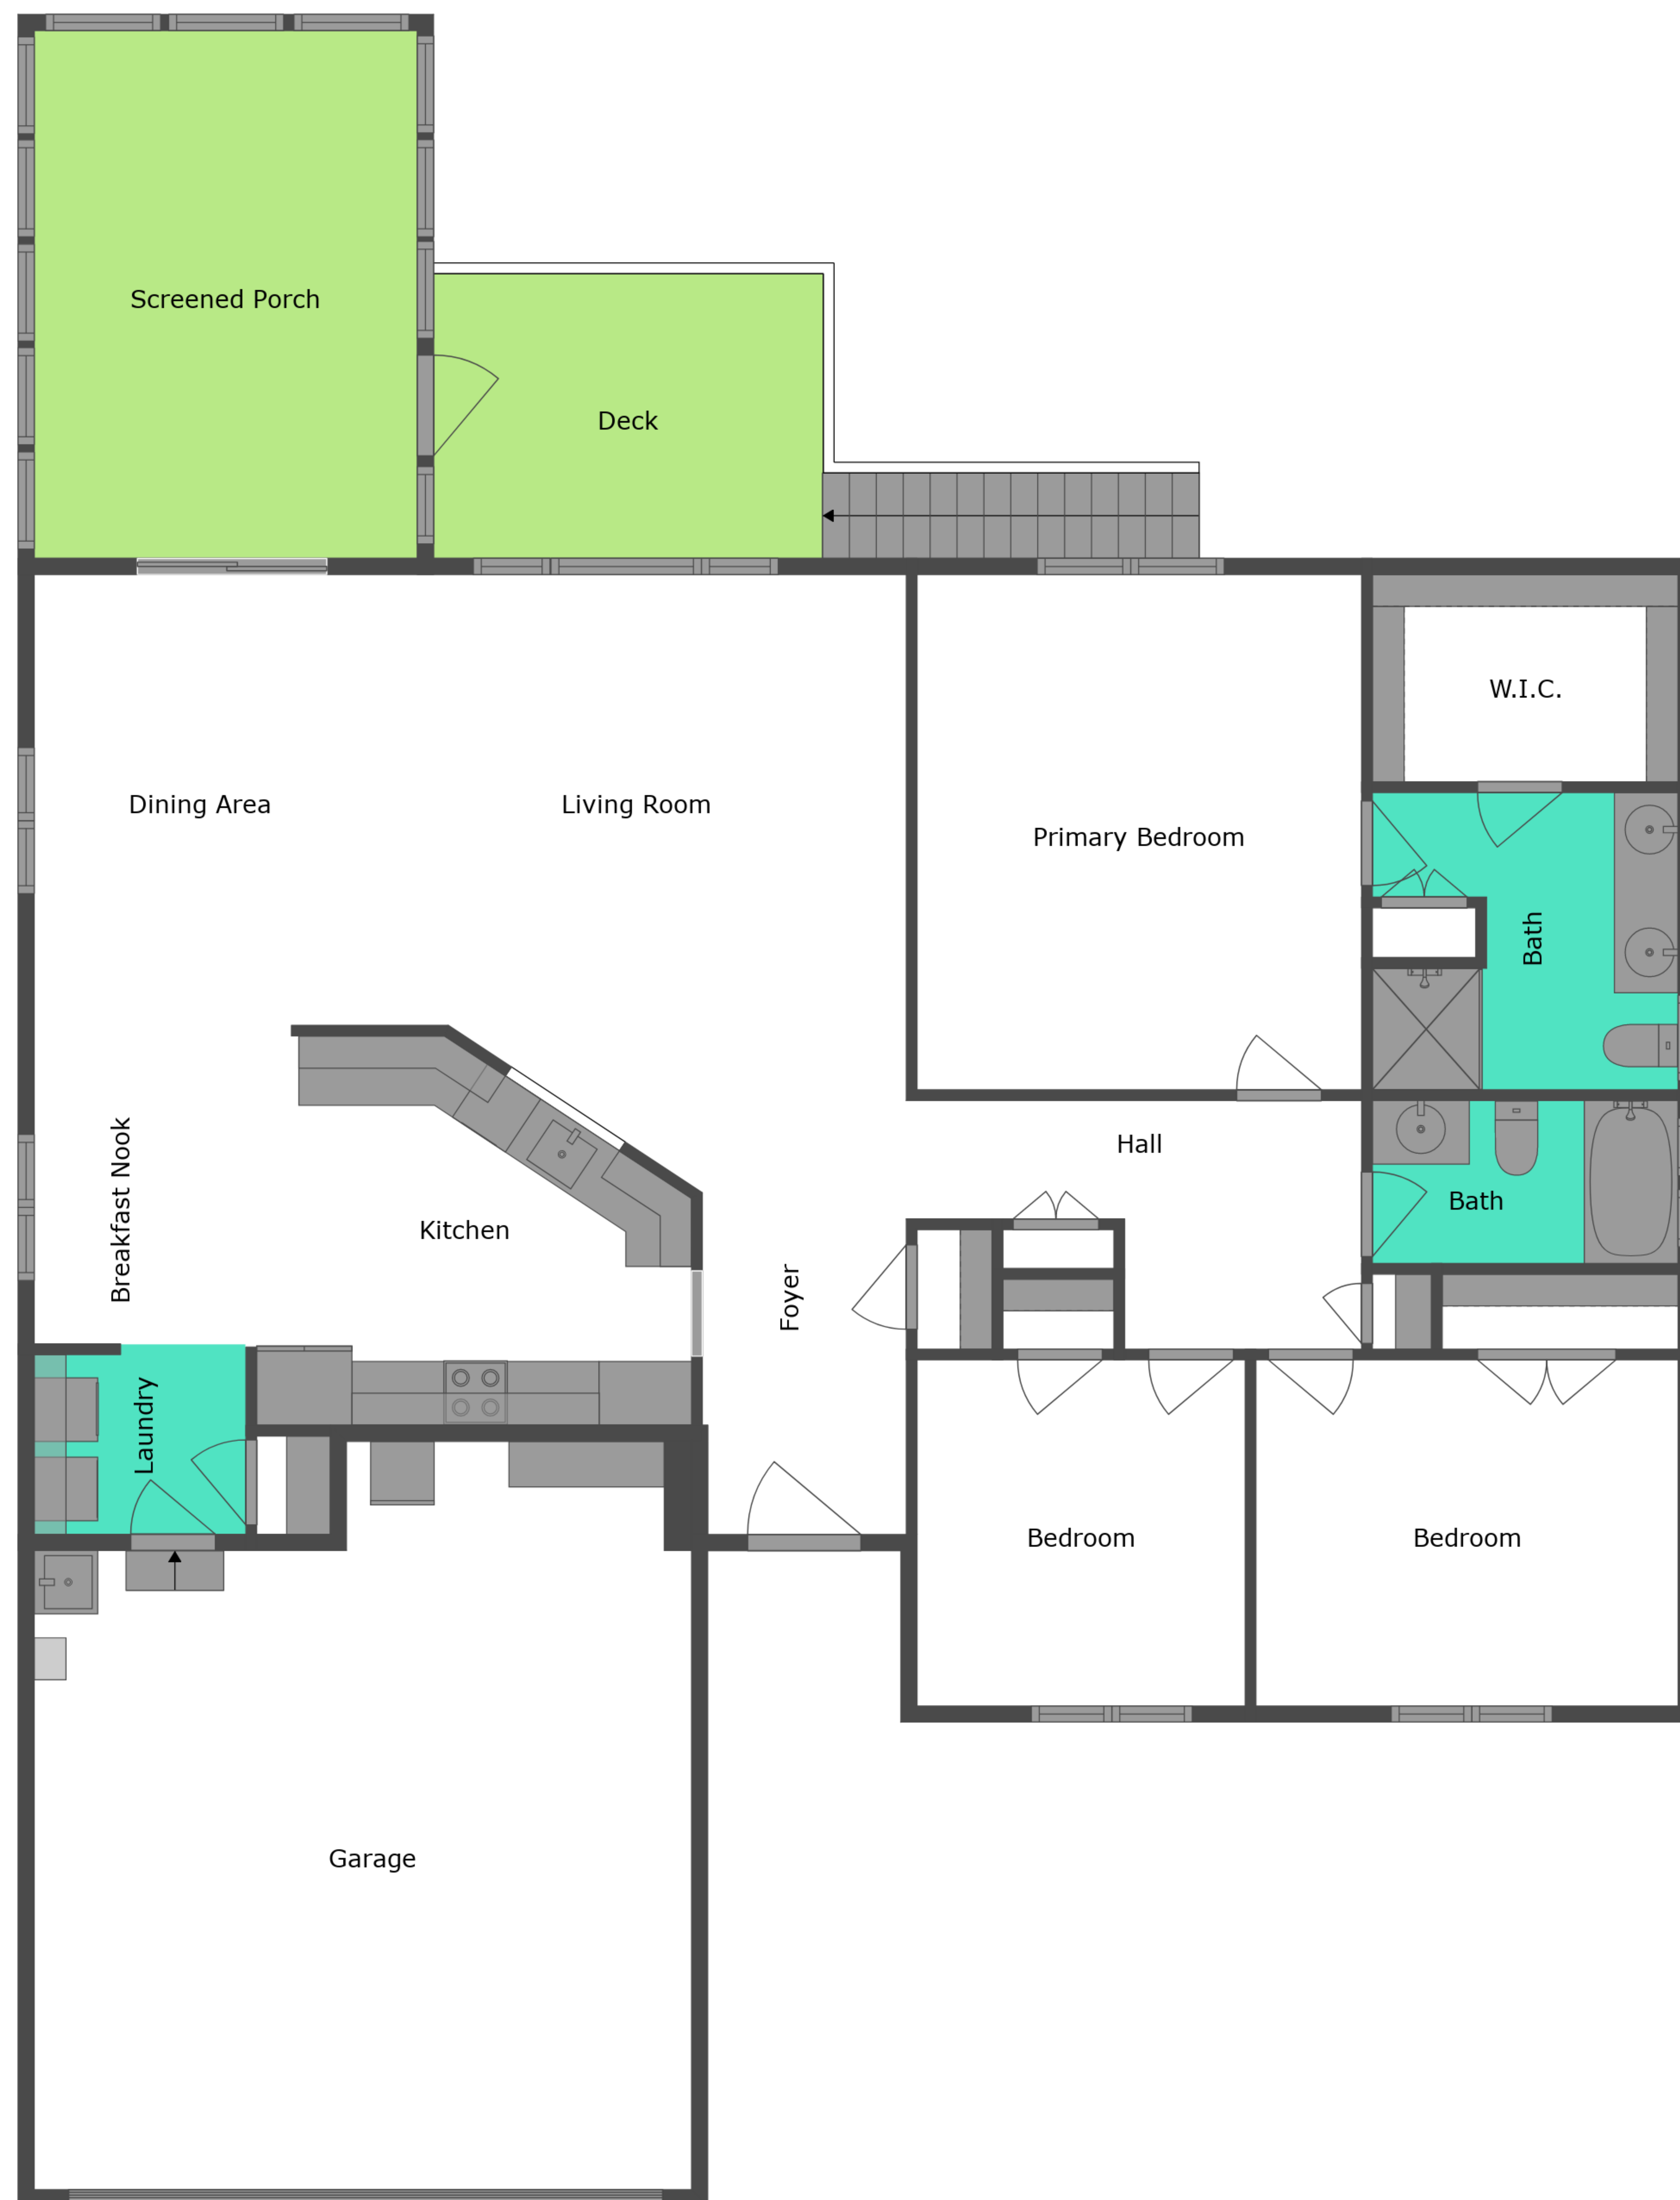 Screened Porch
Deck
W.I.C.
Dining Area
Living Room
Primary Bedroom
Bath
Hall
Breakfast Nook
Kitchen
Bath
Foyer
Laundry
Bedroom
Bedroom
Garage